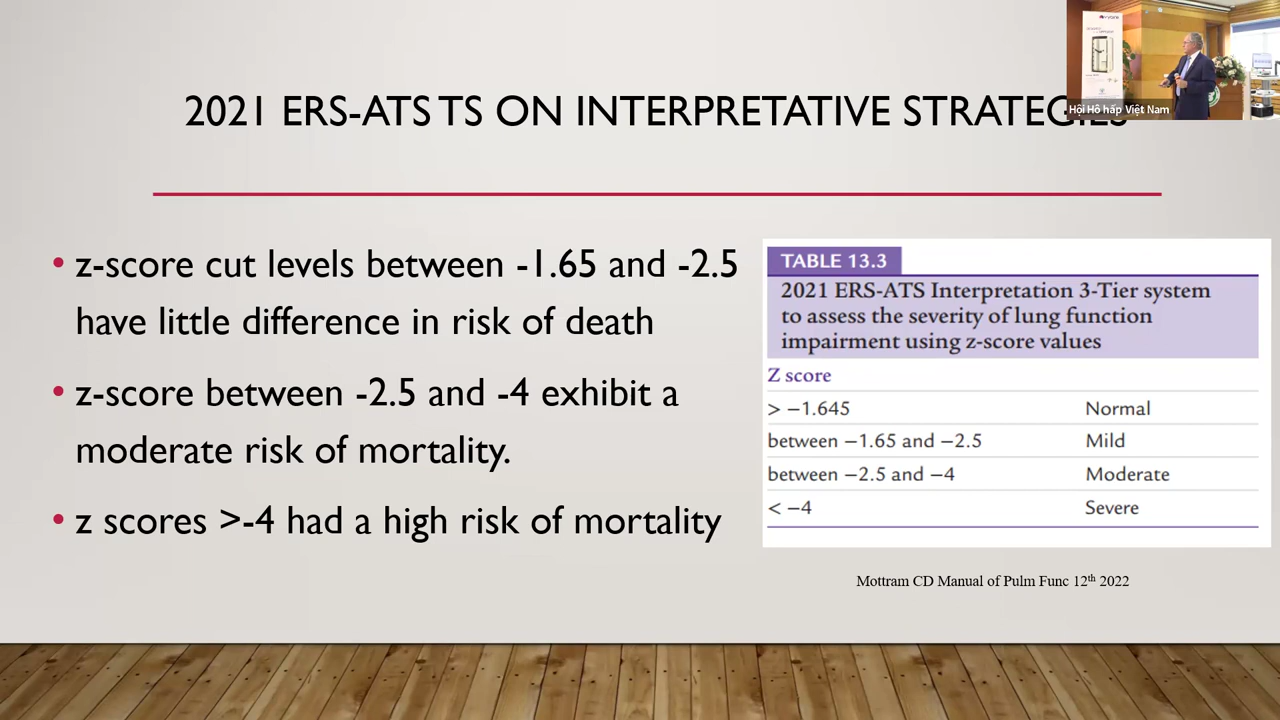 2021 ERS-ATS TS ON INTERPRETATIVE STRATEGIES
Hội Hô hấp Việt Nam
• z-score cut levels between -1.65 and -2.5
have little difference in risk of death
• z-score between -2.5 and -4 exhibit a
moderate risk of mortality.
• z scores >-4 had a high risk of mortality
TABLE 13.3
2021 ERS-ATS Interpretation 3-Tier system
to assess the severity of lung function
impairment using z-score values
Z score
> −1.645 Normal
between −1.65 and −2.5 Mild
between −2.5 and −4 Moderate
< −4 Severe
Mottram CD Manual of Pulm Func 12th 2022